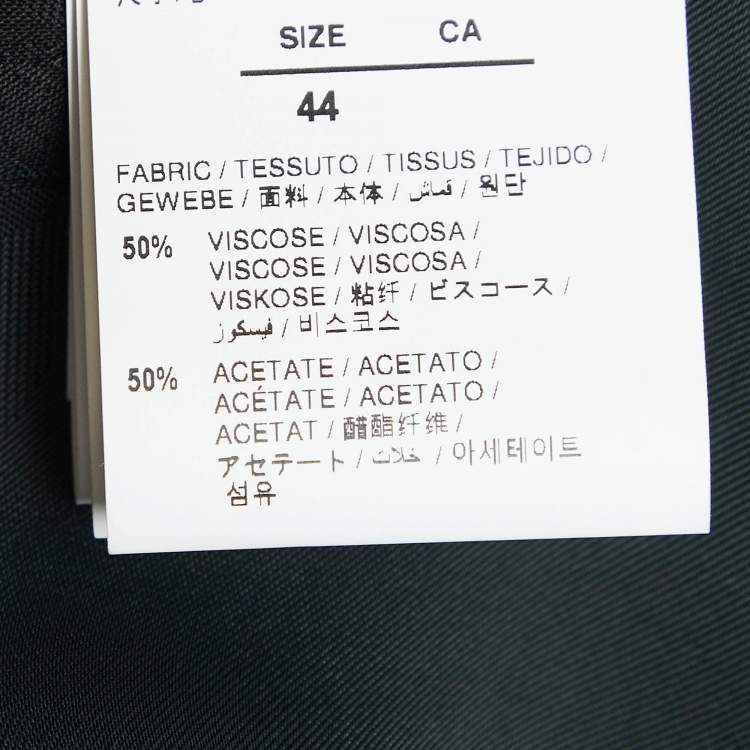 SIZE CA
44
FABRIC / TESSUTO / TISSUS / TEJIDO /
GEWEBE / 面料 / 本体 / قماش / 원단
50% VISCOSE / VISCOSA /
VISCOSE / VISCOSA /
VISKOSE / 粘纤 / ビスコース /
فيسكوز / 비스코스
50% ACETATE / ACETATO /
ACÉTATE / ACETATO /
ACETAT / 醋酯纤维 /
アセテート / خلات / 아세테이트
섬유